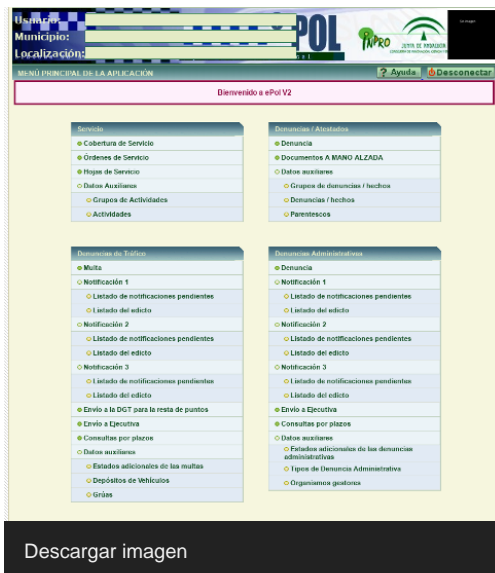 Usuario:
Municipio:
Localización:
POL
PMPRO
JUNTA DE ANDALUCIA
MENÚ PRINCIPAL DE LA APLICACIÓN
? Ayuda
Desconectar
Bienvenido a ePol V2
Servicio
Cobertura de Servicio
Órdenes de Servicio
Hojas de Servicio
Datos Auxiliares
Grupos de Actividades
Actividades
Denuncias / Atestados
Denuncia
Documentos A MANO ALZADA
Datos auxiliares
Grupos de denuncias / hechos
Denuncias / hechos
Parentescos
Denuncias de Tráfico
Multa
Notificación 1
Listado de notificaciones pendientes
Listado del edicto
Notificación 2
Listado de notificaciones pendientes
Listado del edicto
Notificación 3
Listado de notificaciones pendientes
Listado del edicto
Envío a la DGT para la resta de puntos
Envío a Ejecutiva
Consultas por plazos
Datos auxiliares
Estados adicionales de las multas
Depósitos de Vehículos
Grúas
Denuncias Administrativas
Denuncia
Notificación 1
Listado de notificaciones pendientes
Listado del edicto
Notificación 2
Listado de notificaciones pendientes
Listado del edicto
Notificación 3
Listado de notificaciones pendientes
Listado del edicto
Envío a Ejecutiva
Consultas por plazos
Datos auxiliares
Estados adicionales de las denuncias
administrativas
Tipos de Denuncia Administrativa
Organismos gestores
Descargar imagen